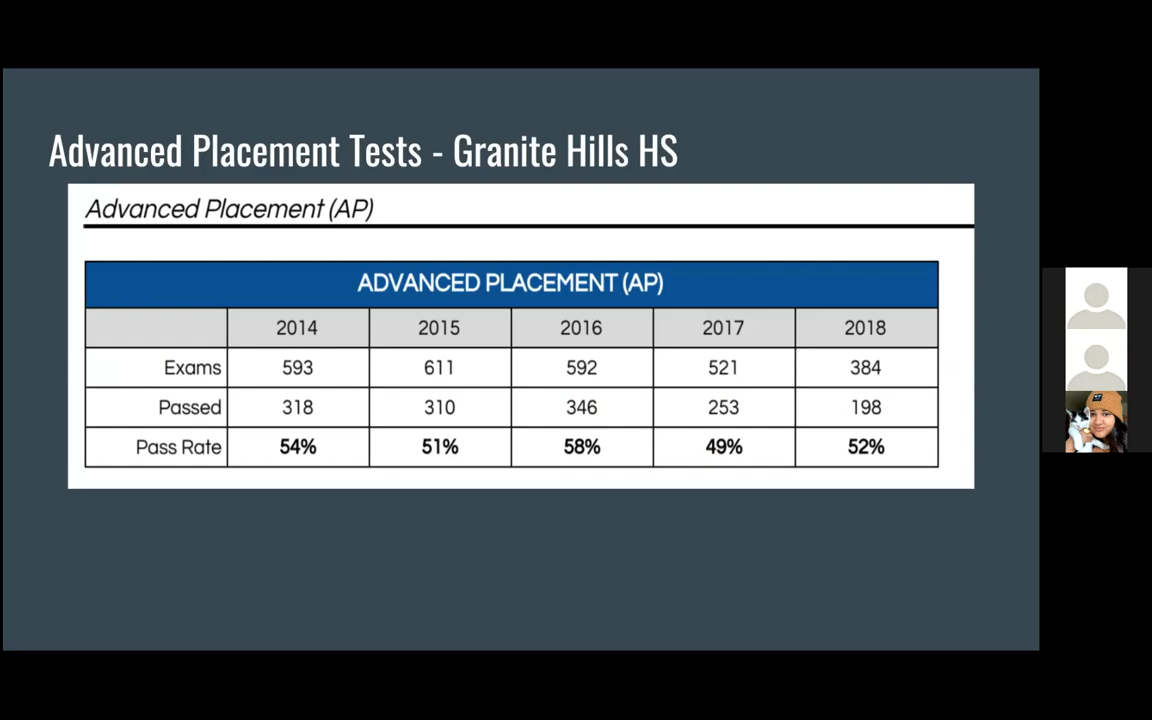 Advanced Placement Tests - Granite Hills HS
Advanced Placement (AP)
ADVANCED PLACEMENT (AP)
2014 2015 2016 2017 2018
Exams 593 611 592 521 384
Passed 318 310 346 253 198
Pass Rate 54% 51% 58% 49% 52%